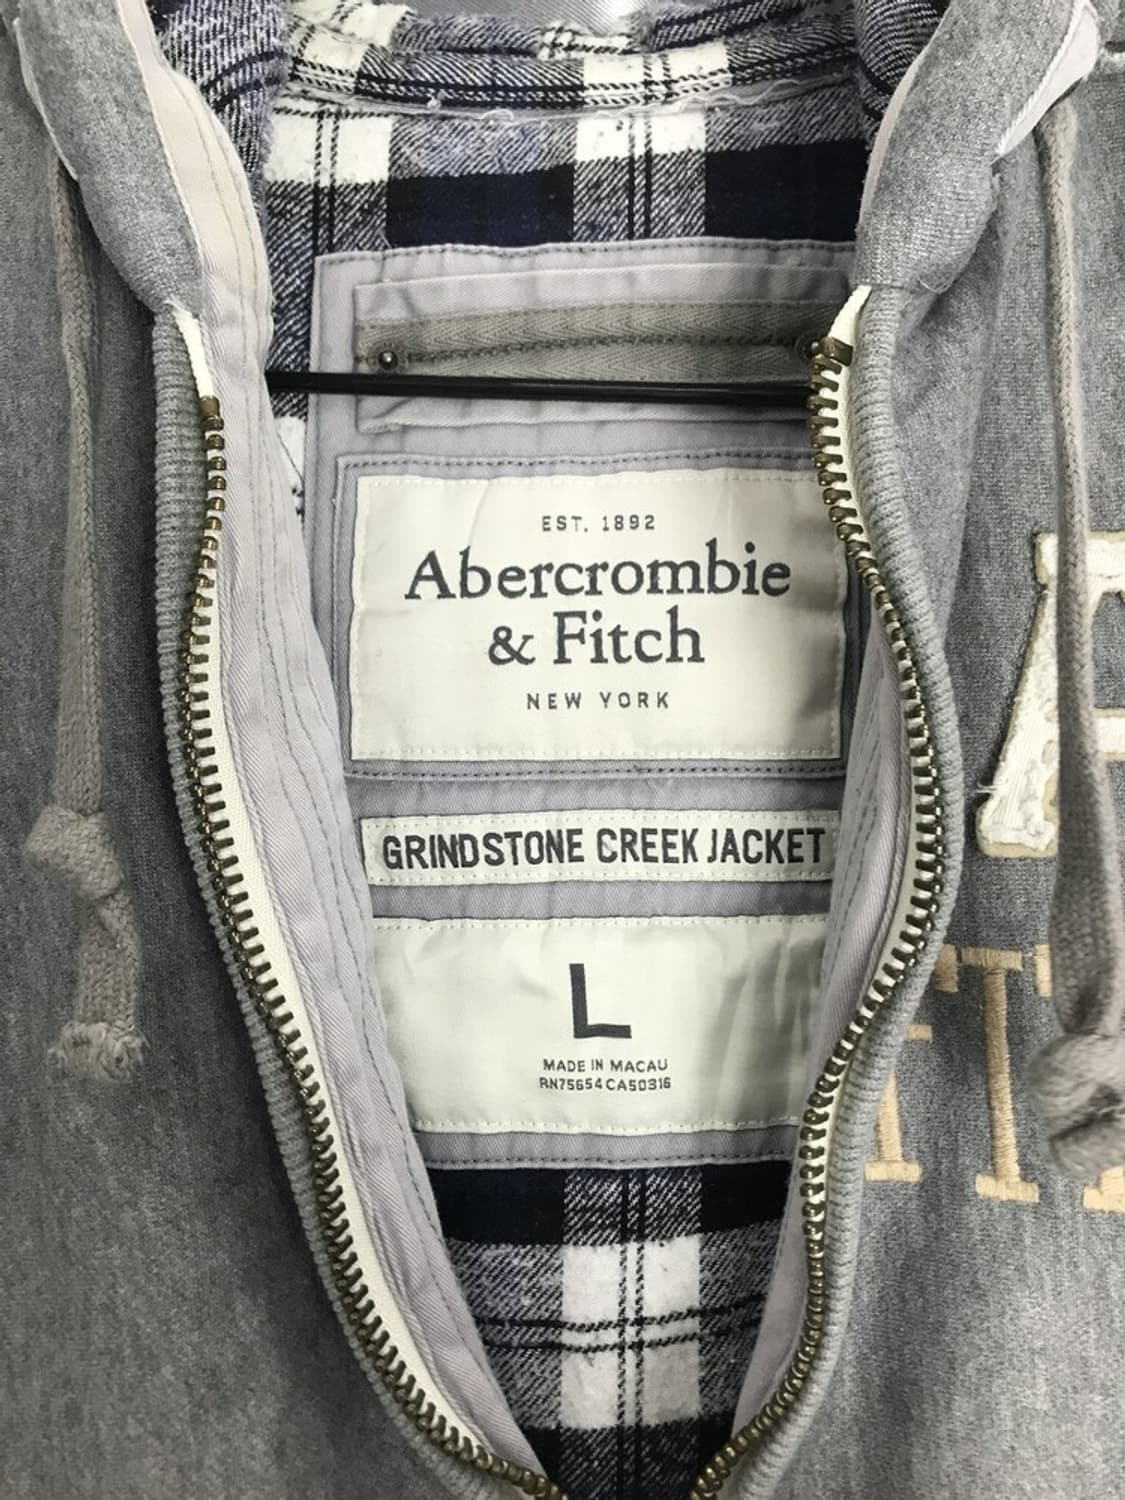 EST. 1892
Abercrombie
& Fitch
NEW YORK
GRINDSTONE CREEK JACKET
L
MADE IN MACAU
RN75654 CA50316